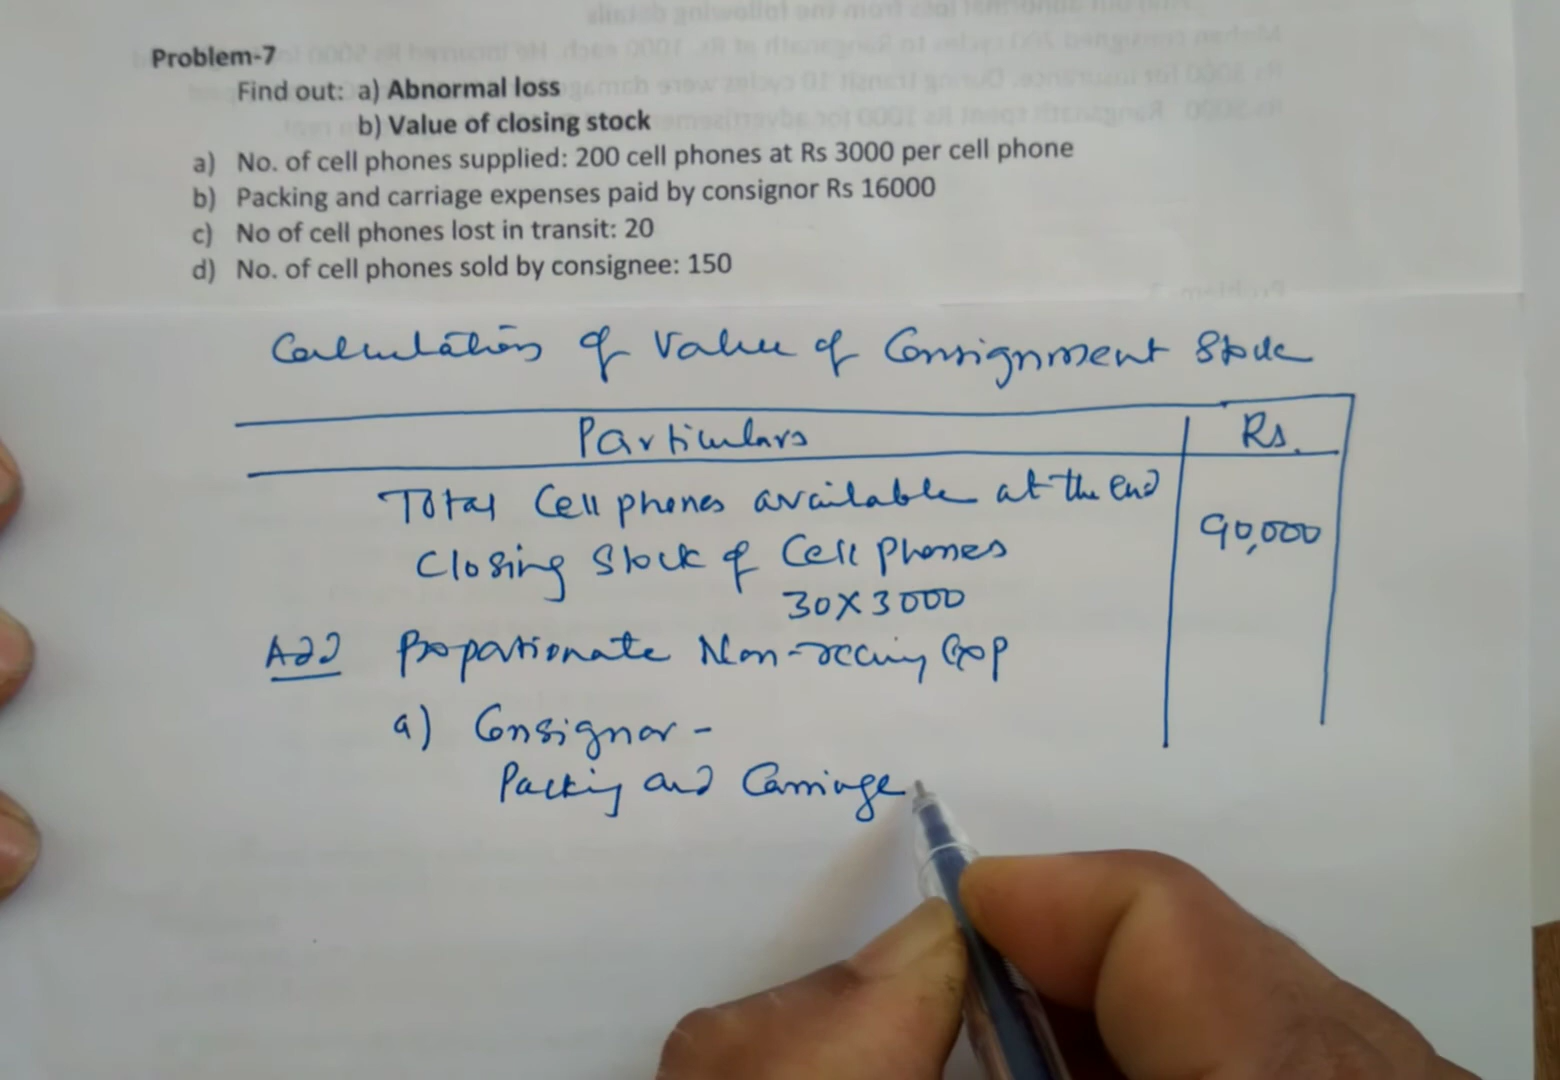 Problem-7
Find out: a) Abnormal loss
b) Value of closing stock
a) No. of cell phones supplied: 200 cell phones at Rs 3000 per cell phone
b) Packing and carriage expenses paid by consignor Rs 16000
c) No of cell phones lost in transit: 20
d) No. of cell phones sold by consignee: 150
Calculation of Value of Consignment Stock
Particulars Rs.
Total Cell phones available at the end
Closing Stock of Cell Phones 90,000
30X3000
Add Proportionate Non-reccuring Exp
a) Consignor -
Packing and Carriage